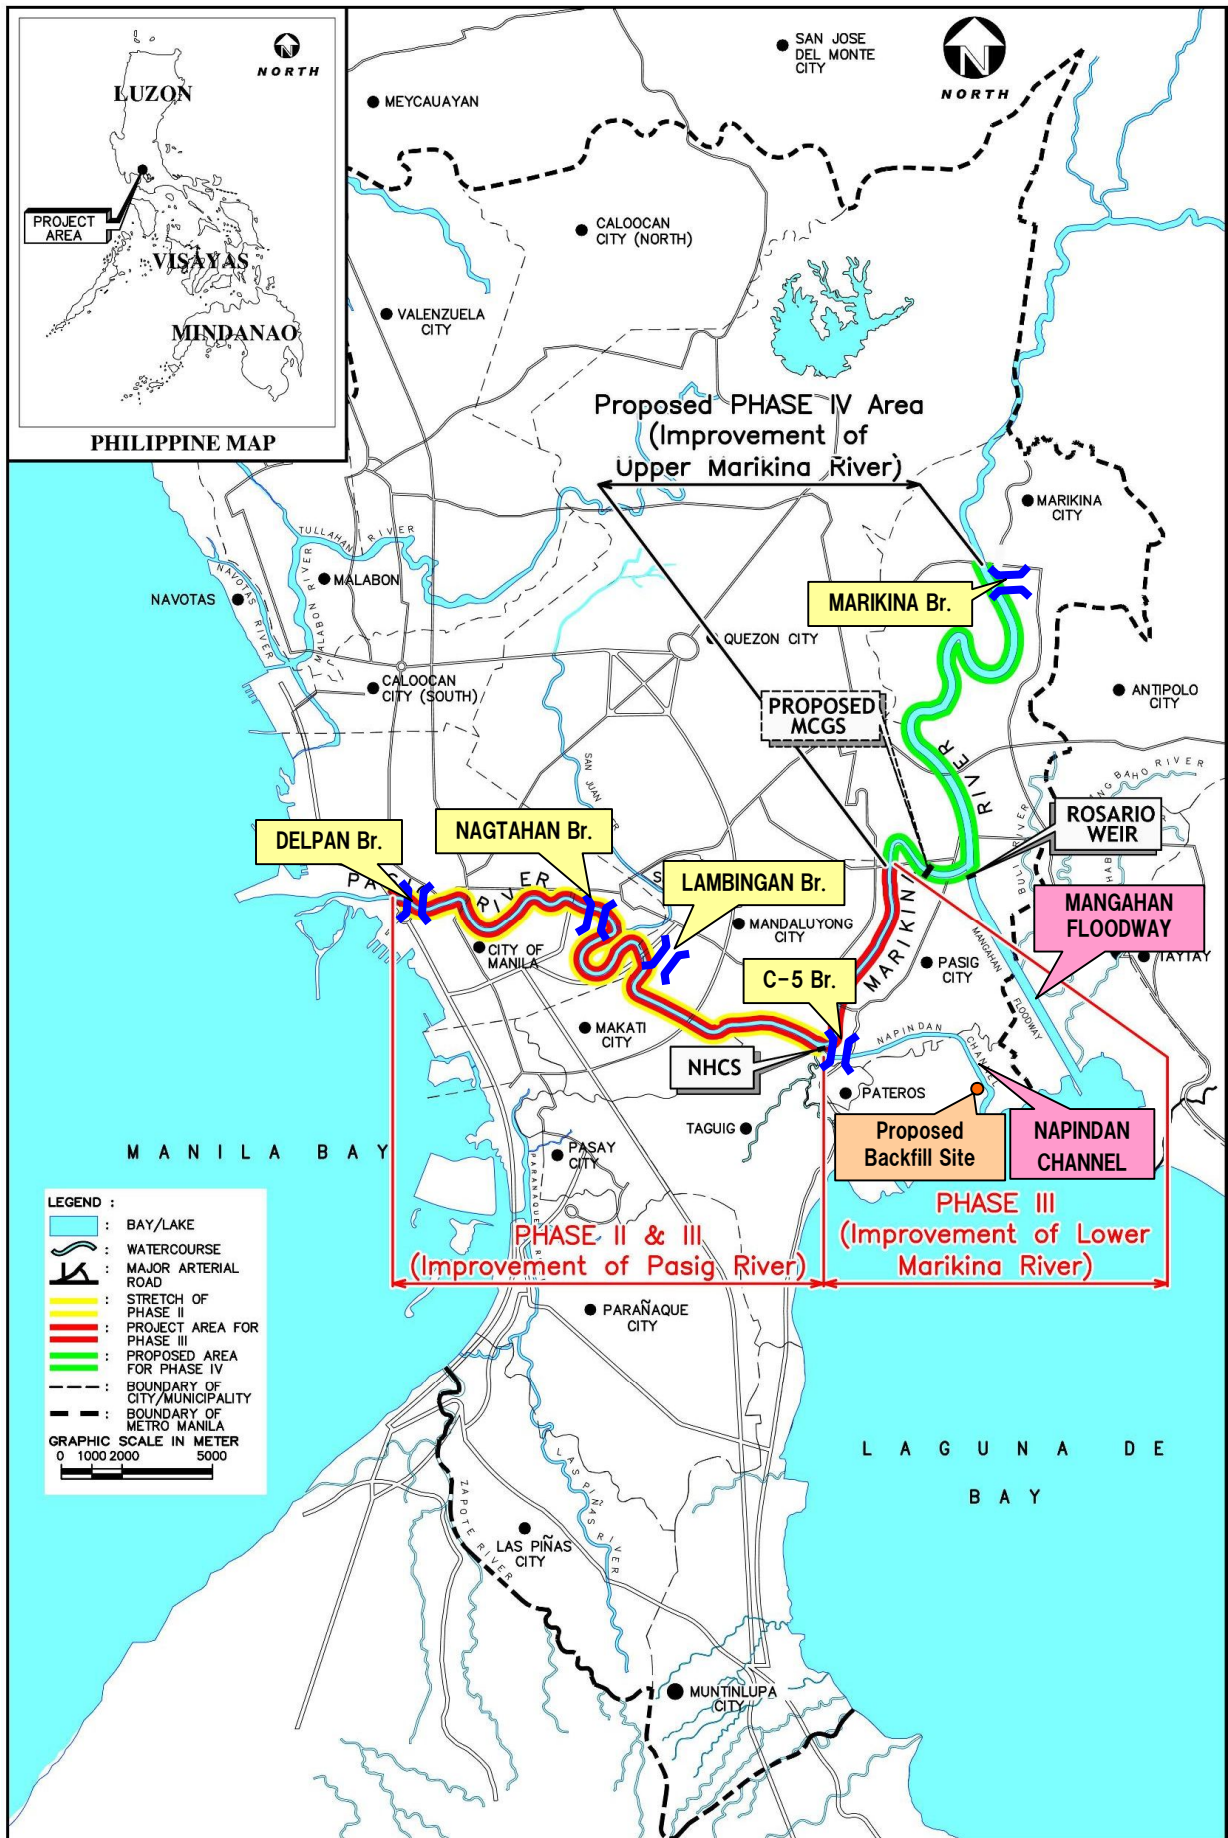 NORTH
LUZON
PROJECT
AREA
VISAYAS
MINDANAO
PHILIPPINE MAP
NORTH
SAN JOSE
DEL MONTE
CITY
MEYCAUAYAN
CALOOCAN
CITY (NORTH)
VALENZUELA
CITY
Proposed PHASE IV Area
(Improvement of
Upper Marikina River)
MARIKINA
CITY
TULLAHAN RIVER
MALABON
NAVOTAS
NAVOTAS RIVER
MALABON RIVER
MARIKINA Br.
QUEZON CITY
CALOOCAN
CITY (SOUTH)
ANTIPOLO
CITY
PROPOSED
MCGS
RIVER
BAHO RIVER
SAN JUAN
ROSARIO
WEIR
DELPAN Br.
NAGTAHAN Br.
LAMBINGAN Br.
RIVER
MANGAHAN
FLOODWAY
MANDALUYONG
CITY
CITY OF
MANILA
MARIKIN
PASIG
CITY
TAYTAY
MANGAHAN
FLOODWAY
C-5 Br.
MAKATI
CITY
NAPINDAN
CHANNEL
NHCS
PATEROS
TAGUIG
Proposed
Backfill Site
NAPINDAN
CHANNEL
MANILA BAY
PASAY
CITY
PHASE II & III
(Improvement of Pasig River)
PHASE III
(Improvement of Lower
Marikina River)
LEGEND :
: BAY/LAKE
: WATERCOURSE
: MAJOR ARTERIAL
ROAD
: STRETCH OF
PHASE II
: PROJECT AREA FOR
PHASE III
: PROPOSED AREA
FOR PHASE IV
: BOUNDARY OF
CITY/MUNICIPALITY
: BOUNDARY OF
METRO MANILA
GRAPHIC SCALE IN METER
0 1000 2000 5000
PARAÑAQUE
CITY
LAGUNA DE
BAY
LAS PIÑAS RIVER
ZAPOTE RIVER
LAS PIÑAS
CITY
MUNTINLUPA
CITY